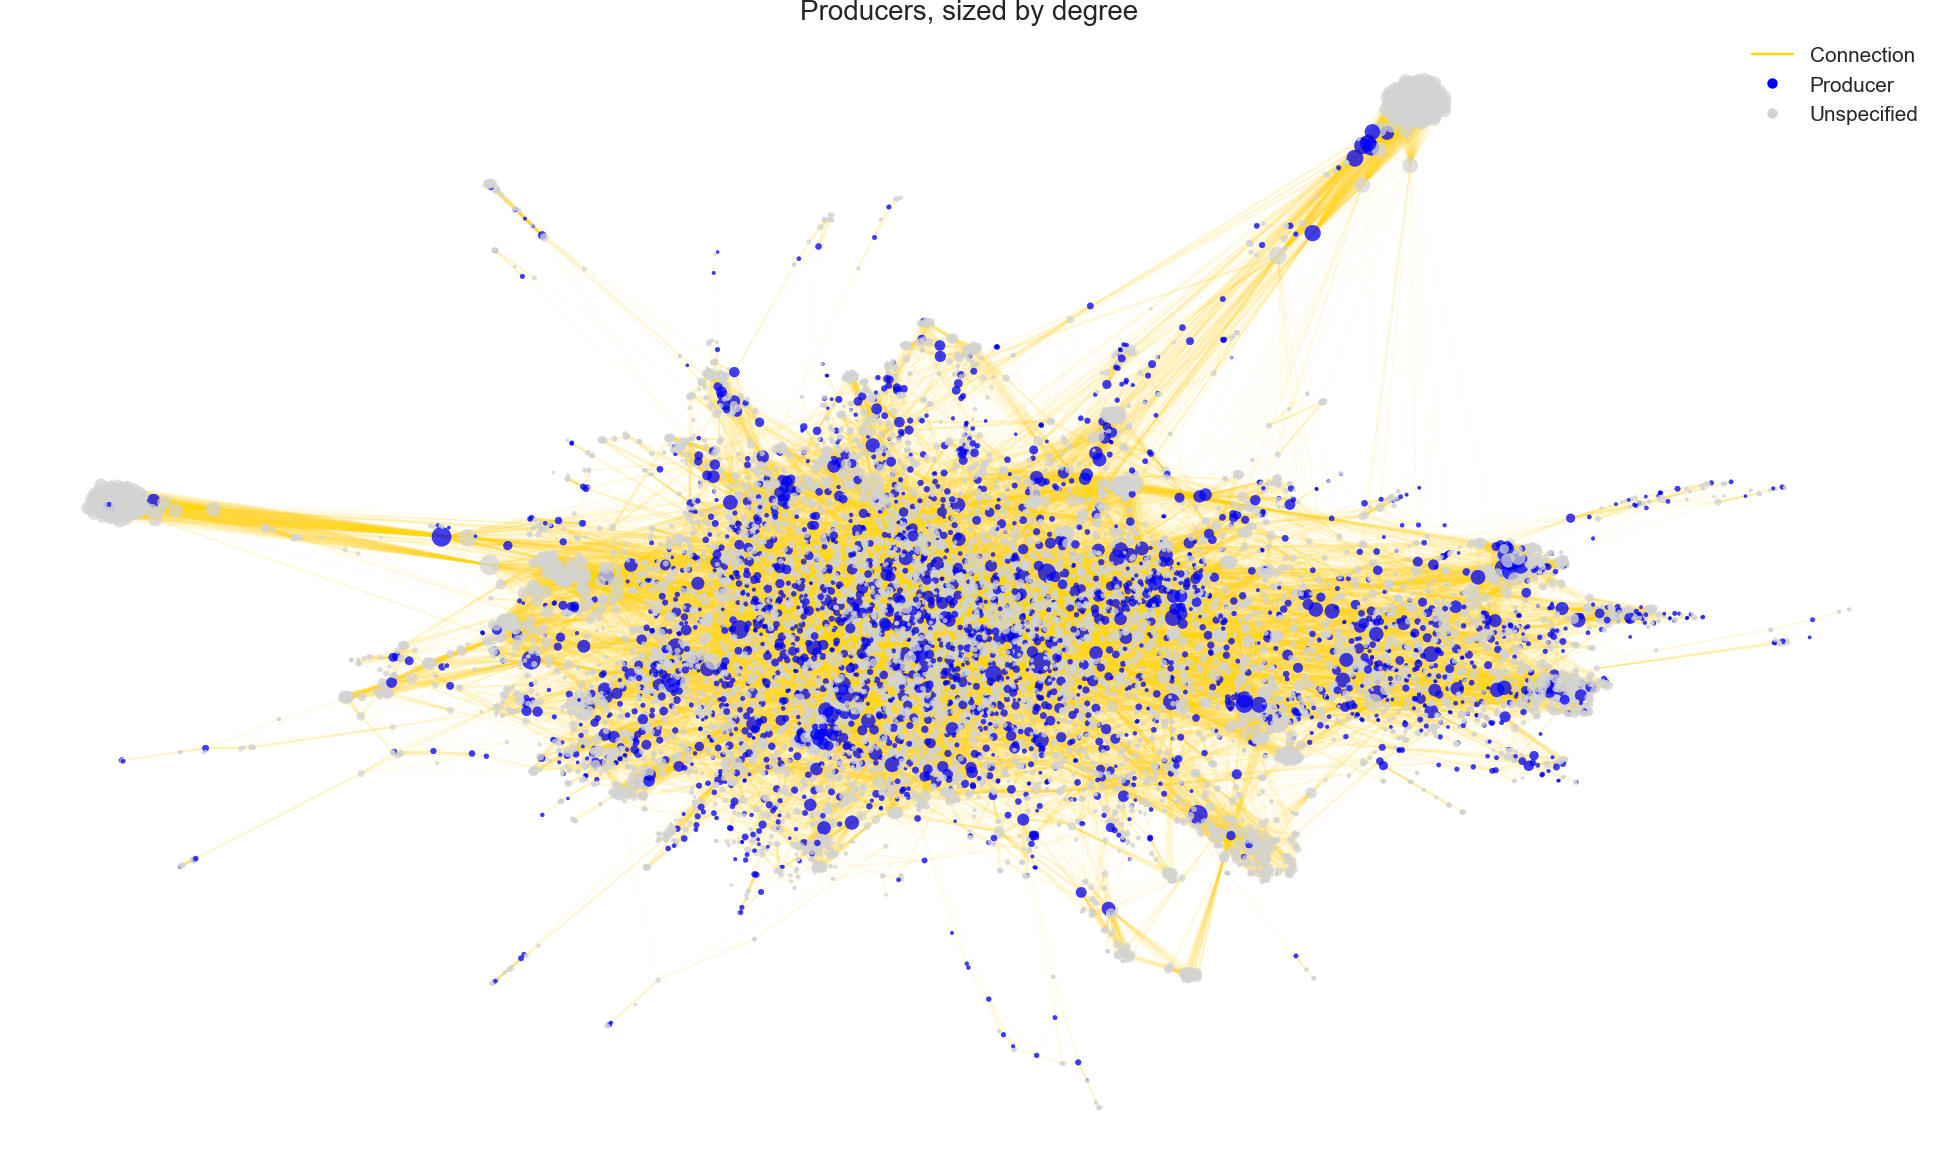 Producers, sized by degree
Connection
Producer
Unspecified